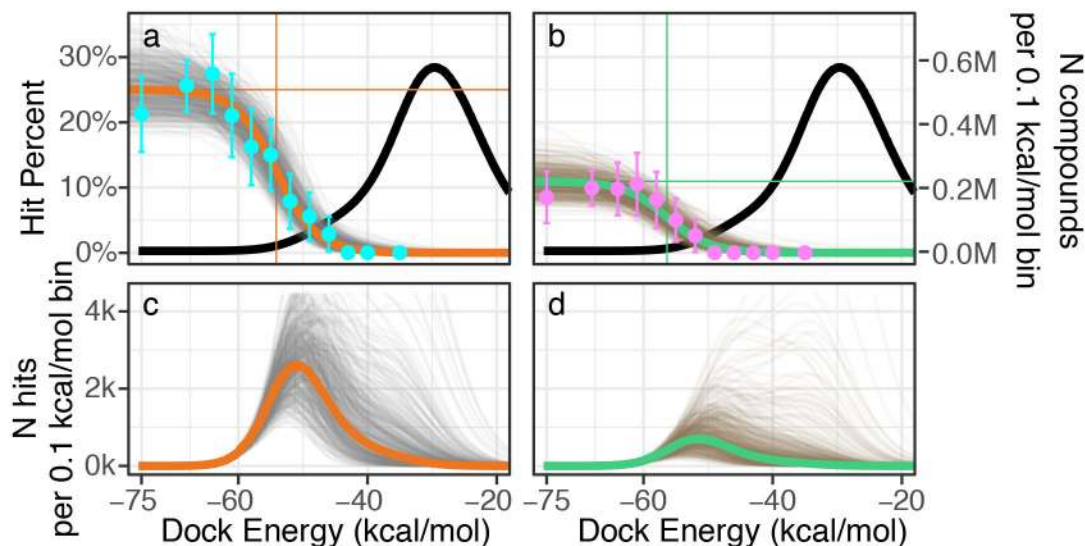 a
b
Hit Percent
30%
20%
10%
0%
0.6M
0.4M
0.2M
0.0M
N compounds
per 0.1 kcal/mol bin
c
d
N hits
per 0.1 kcal/mol bin
4k
2k
0k
−75 −60 −40 −20
−75 −60 −40 −20
Dock Energy (kcal/mol)
Dock Energy (kcal/mol)